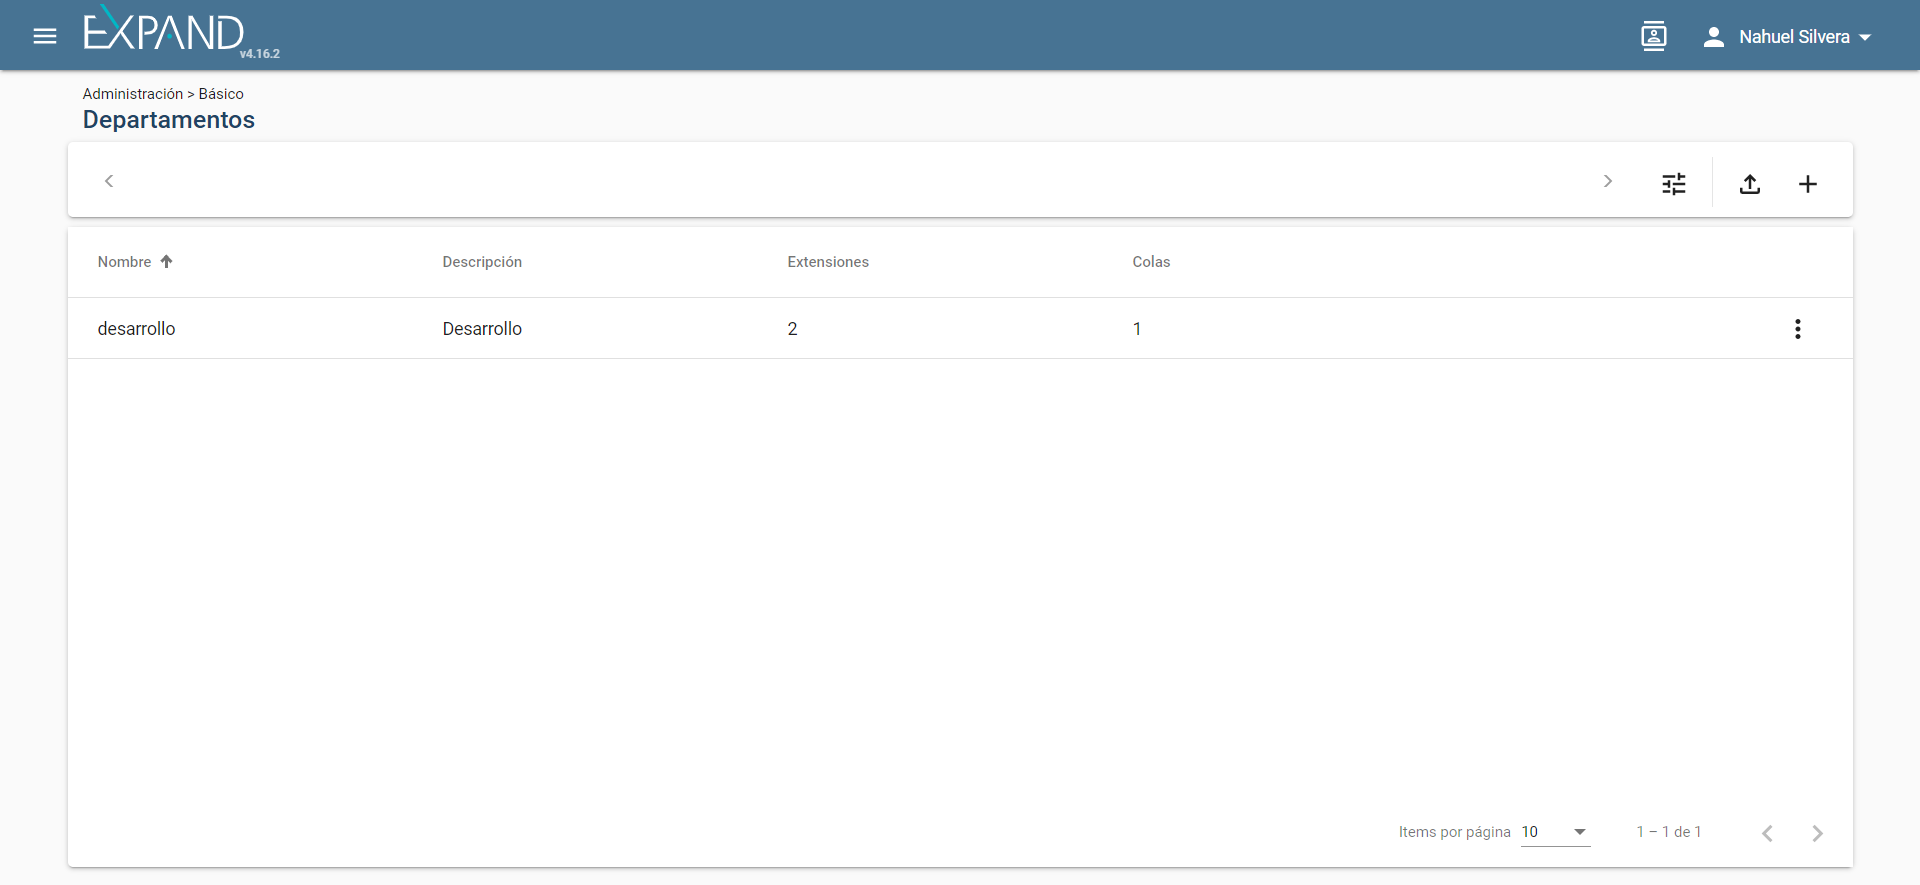 EXPAND
v4.16.2
Nahuel Silvera
Administración > Básico
Departamentos
Nombre Descripción Extensiones Colas
desarrollo Desarrollo 2 1
Items por página 10 1 – 1 de 1